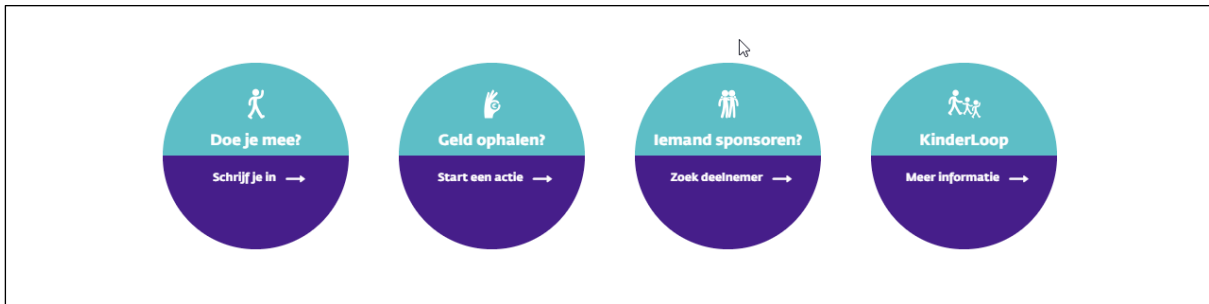 Doe je mee?
Schrijf je in
Geld ophalen?
Start een actie
Iemand sponsoren?
Zoek deelnemer
KinderLoop
Meer informatie